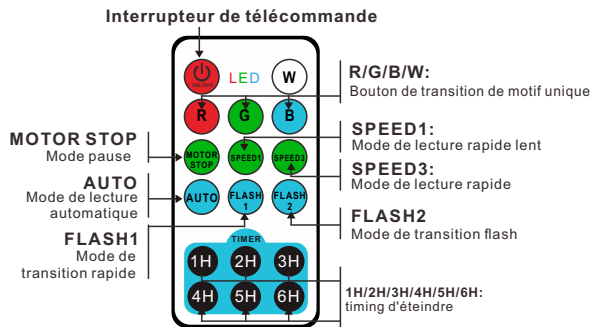 Interrupteur de télécommande
ON/OFF
LED
W
R
G
B
R/G/B/W:
Bouton de transition de motif unique
MOTOR STOP
Mode pause
MOTOR
STOP
SPEED1
SPEED3
SPEED1:
Mode de lecture rapide lent
SPEED3:
Mode de lecture rapide
AUTO
Mode de lecture
automatique
AUTO
FLASH
1
FLASH
2
FLASH2
Mode de transition flash
FLASH1
Mode de
transition rapide
TIMER
1H
2H
3H
4H
5H
6H
1H/2H/3H/4H/5H/6H:
timing d'éteindre